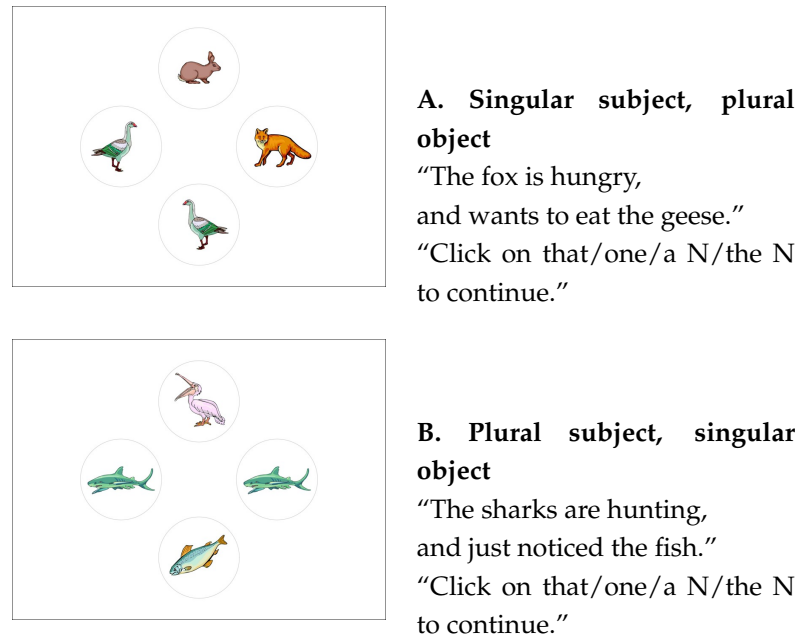 A. Singular subject, plural
object
“The fox is hungry,
and wants to eat the geese.”
“Click on that/one/a N/the N
to continue.”
B. Plural subject, singular
object
“The sharks are hunting,
and just noticed the fish.”
“Click on that/one/a N/the N
to continue.”